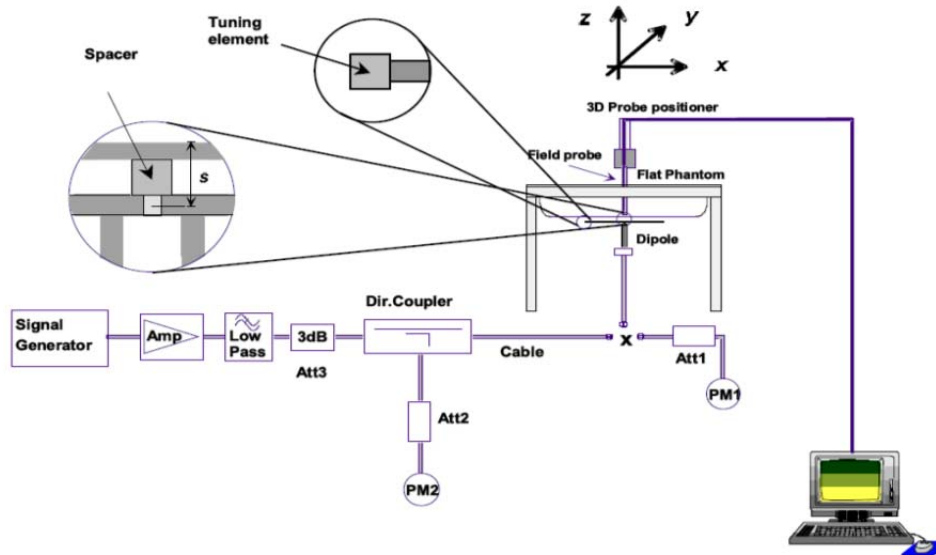 Tuning
element
Spacer
s
z
y
x
3D Probe positioner
Field probe
Flat Phantom
Dipole
Signal
Generator
Amp
Low
Pass
3dB
Att3
Dir.Coupler
Cable
x
Att1
PM1
Att2
PM2